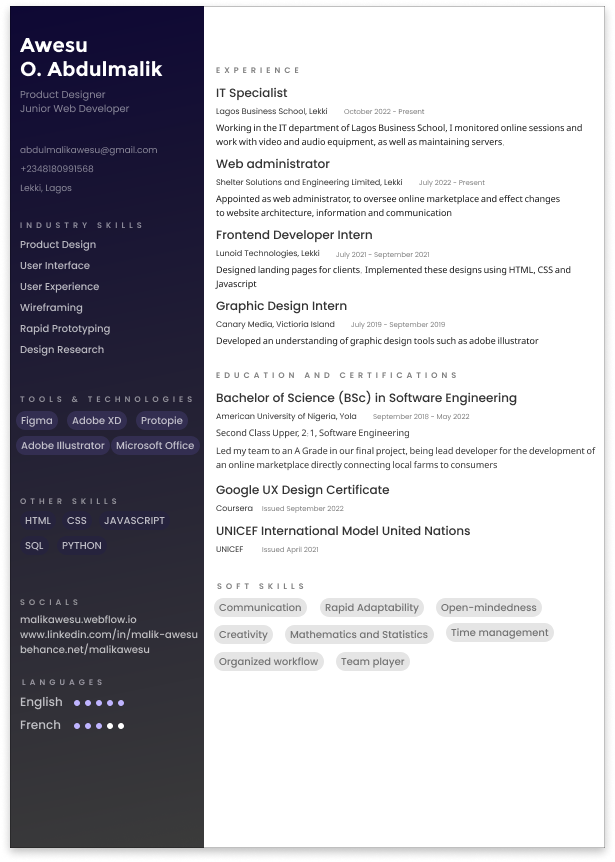 Awesu
O. Abdulmalik
Product Designer
Junior Web Developer
abdulmalikawesu@gmail.com
+2348180991568
Lekki, Lagos
INDUSTRY SKILLS
Product Design
User Interface
User Experience
Wireframing
Rapid Prototyping
Design Research
TOOLS & TECHNOLOGIES
Figma Adobe XD Protopie
Adobe Illustrator Microsoft Office
OTHER SKILLS
HTML CSS JAVASCRIPT
SQL PYTHON
SOCIALS
malikawesu.webflow.io
www.linkedin.com/in/malik-awesu
behance.net/malikawesu
LANGUAGES
English
French
EXPERIENCE
IT Specialist
Lagos Business School, Lekki October 2022 - Present
Working in the IT department of Lagos Business School, I monitored online sessions and
work with video and audio equipment, as well as maintaining servers.
Web administrator
Shelter Solutions and Engineering Limited, Lekki July 2022 - Present
Appointed as web administrator, to oversee online marketplace and effect changes
to website architecture, information and communication
Frontend Developer Intern
Lunoid Technologies, Lekki July 2021 - September 2021
Designed landing pages for clients. Implemented these designs using HTML, CSS and
Javascript
Graphic Design Intern
Canary Media, Victioria Island July 2019 - September 2019
Developed an understanding of graphic design tools such as adobe illustrator
EDUCATION AND CERTIFICATIONS
Bachelor of Science (BSc) in Software Engineering
American University of Nigeria, Yola September 2018 - May 2022
Second Class Upper, 2:1, Software Engineering
Led my team to an A Grade in our final project, being lead developer for the development of
an online marketplace directly connecting local farms to consumers
Google UX Design Certificate
Coursera Issued September 2022
UNICEF International Model United Nations
UNICEF Issued April 2021
SOFT SKILLS
Communication Rapid Adaptability Open-mindedness
Creativity Mathematics and Statistics Time management
Organized workflow Team player